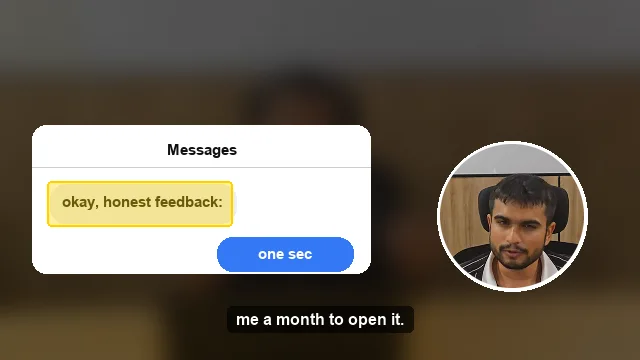 Messages
okay, honest feedback:
one sec
me a month to open it.